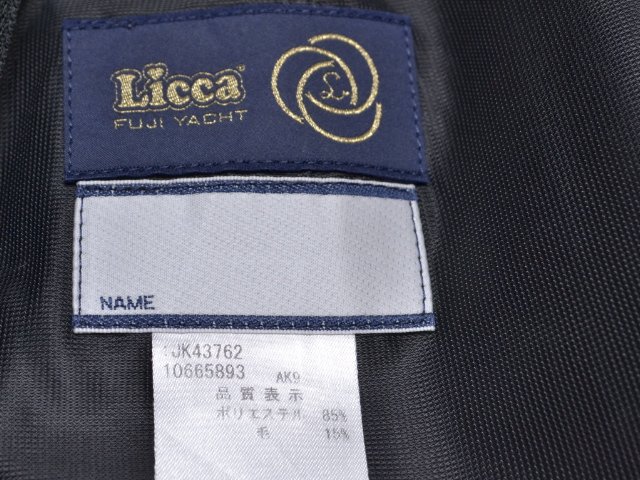 Licca®
FUJI YACHT
L
NAME
:JK43762
10665893 AK9
品質表示
ポリエステル 85%
毛 15%